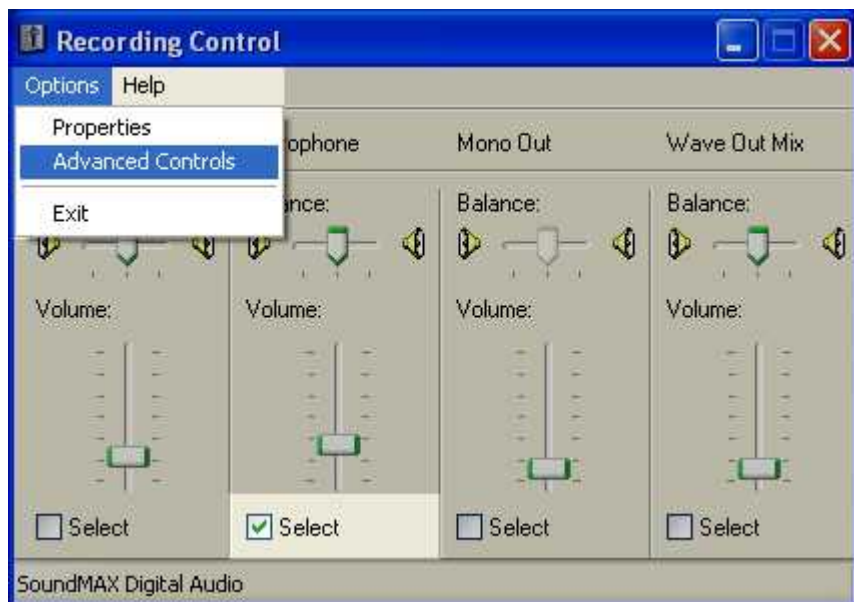 Recording Control
Options Help
Properties
Advanced Controls
Exit
ophone Mono Out Wave Out Mix
ance: Balance: Balance:
Volume: Volume: Volume: Volume:
Select Select Select Select
SoundMAX Digital Audio